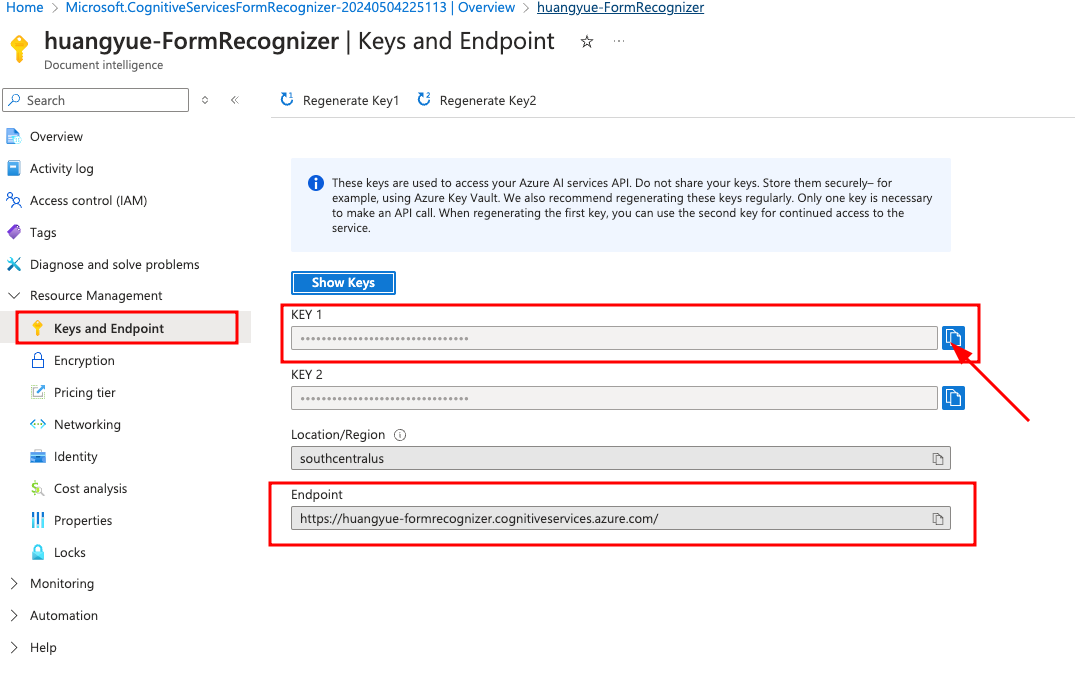 Home > Microsoft.CognitiveServicesFormRecognizer-20240504225113 | Overview > huangyue-FormRecognizer
huangyue-FormRecognizer | Keys and Endpoint
Document intelligence
Search
Regenerate Key1
Regenerate Key2
Overview
Activity log
Access control (IAM)
Tags
Diagnose and solve problems
Resource Management
Keys and Endpoint
Encryption
Pricing tier
Networking
Identity
Cost analysis
Properties
Locks
Monitoring
Automation
Help
These keys are used to access your Azure AI services API. Do not share your keys. Store them securely– for
example, using Azure Key Vault. We also recommend regenerating these keys regularly. Only one key is necessary
to make an API call. When regenerating the first key, you can use the second key for continued access to the
service.
Show Keys
KEY 1
••••••••••••••••••••••••••••••••
KEY 2
••••••••••••••••••••••••••••••••
Location/Region
southcentralus
Endpoint
https://huangyue-formrecognizer.cognitiveservices.azure.com/